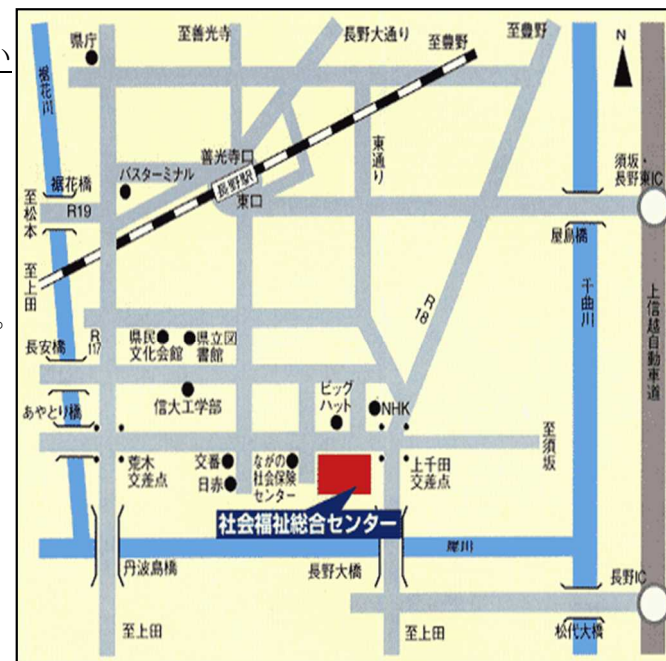 い
県庁
至善光寺
長野大通り
至豊野
至豊野
N
裾花川
善光寺口
東通り
須坂・
長野東IC
バスターミナル
長野駅
裾花橋
東口
R19
至松本
屋島橋
至上田
千曲川
上信越自動車道
R18
。
長安橋
R117
県民
文化会館
県立図
書館
あやとり橋
信大工学部
ビッグ
ハット
NHK
至須坂
荒木
交差点
交番
日赤
ながの
社会保険
センター
上千田
交差点
社会福祉総合センター
犀川
丹波島橋
長野大橋
長野IC
至上田
至上田
松代大橋